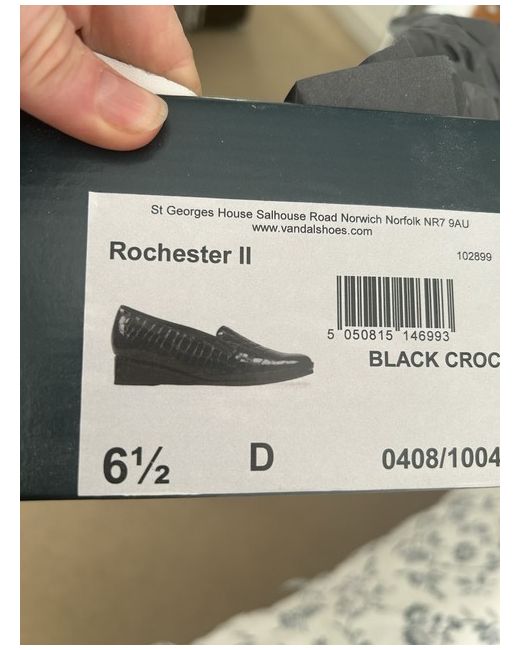 St Georges House Salhouse Road Norwich Norfolk NR7 9AU
www.vandalshoes.com
Rochester II
102899
5 050815 146993
BLACK CROC
6½ D 0408/1004